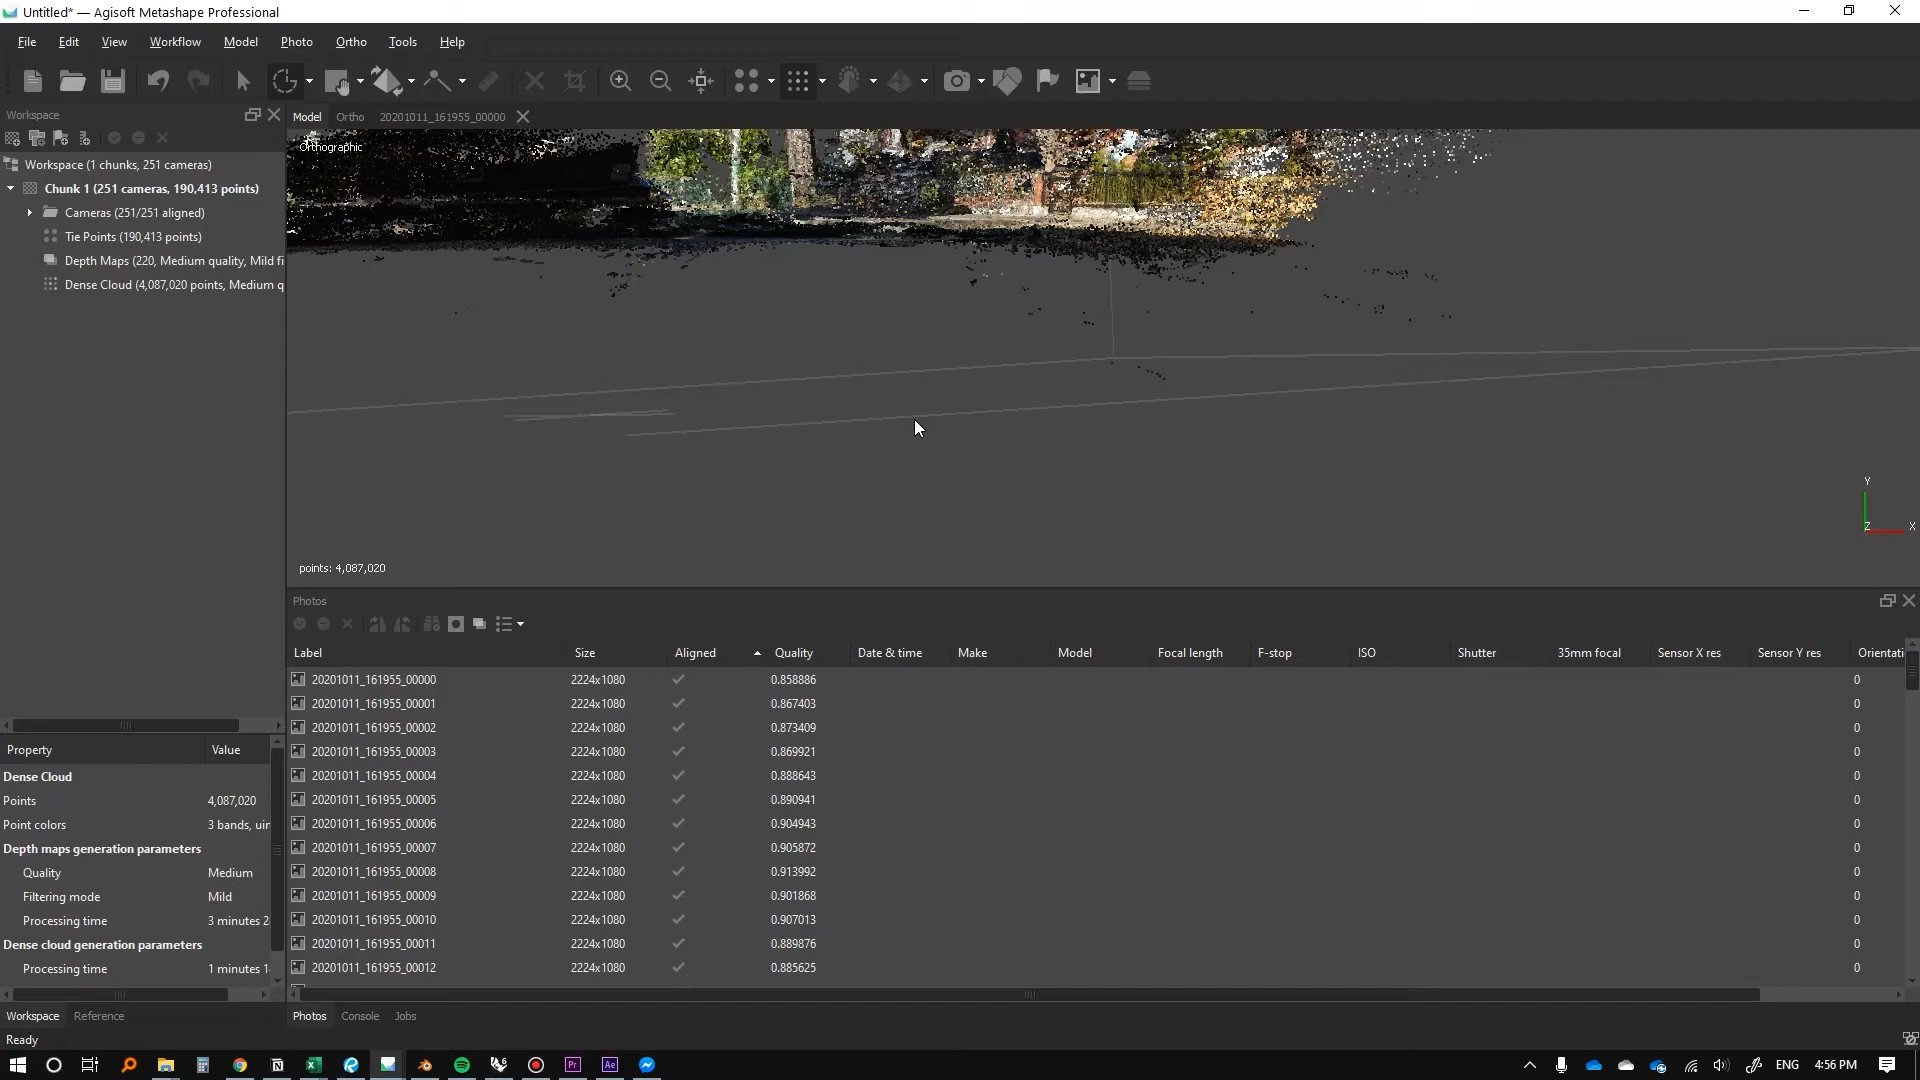 Untitled* — Agisoft Metashape Professional
File Edit View Workflow Model Photo Ortho Tools Help
Workspace
Model Ortho 20201011_161955_00000
Orthographic
Workspace (1 chunks, 251 cameras)
Chunk 1 (251 cameras, 190,413 points)
Cameras (251/251 aligned)
Tie Points (190,413 points)
Depth Maps (220, Medium quality, Mild fi
Dense Cloud (4,087,020 points, Medium q
Y
Z X
points: 4,087,020
Photos
Label Size Aligned Quality Date & time Make Model Focal length F-stop ISO Shutter 35mm focal Sensor X res Sensor Y res Orientati
20201011_161955_00000 2224x1080 0.858886 0
20201011_161955_00001 2224x1080 0.867403 0
20201011_161955_00002 2224x1080 0.873409 0
20201011_161955_00003 2224x1080 0.869921 0
20201011_161955_00004 2224x1080 0.888643 0
20201011_161955_00005 2224x1080 0.890941 0
20201011_161955_00006 2224x1080 0.904943 0
20201011_161955_00007 2224x1080 0.905872 0
20201011_161955_00008 2224x1080 0.913992 0
20201011_161955_00009 2224x1080 0.901868 0
20201011_161955_00010 2224x1080 0.907013 0
20201011_161955_00011 2224x1080 0.889876 0
20201011_161955_00012 2224x1080 0.885625 0
Property Value
Dense Cloud
Points 4,087,020
Point colors 3 bands, uin
Depth maps generation parameters
Quality Medium
Filtering mode Mild
Processing time 3 minutes 2
Dense cloud generation parameters
Processing time 1 minutes 1
Workspace Reference
Photos Console Jobs
Ready
Pr Ae
ENG 4:56 PM